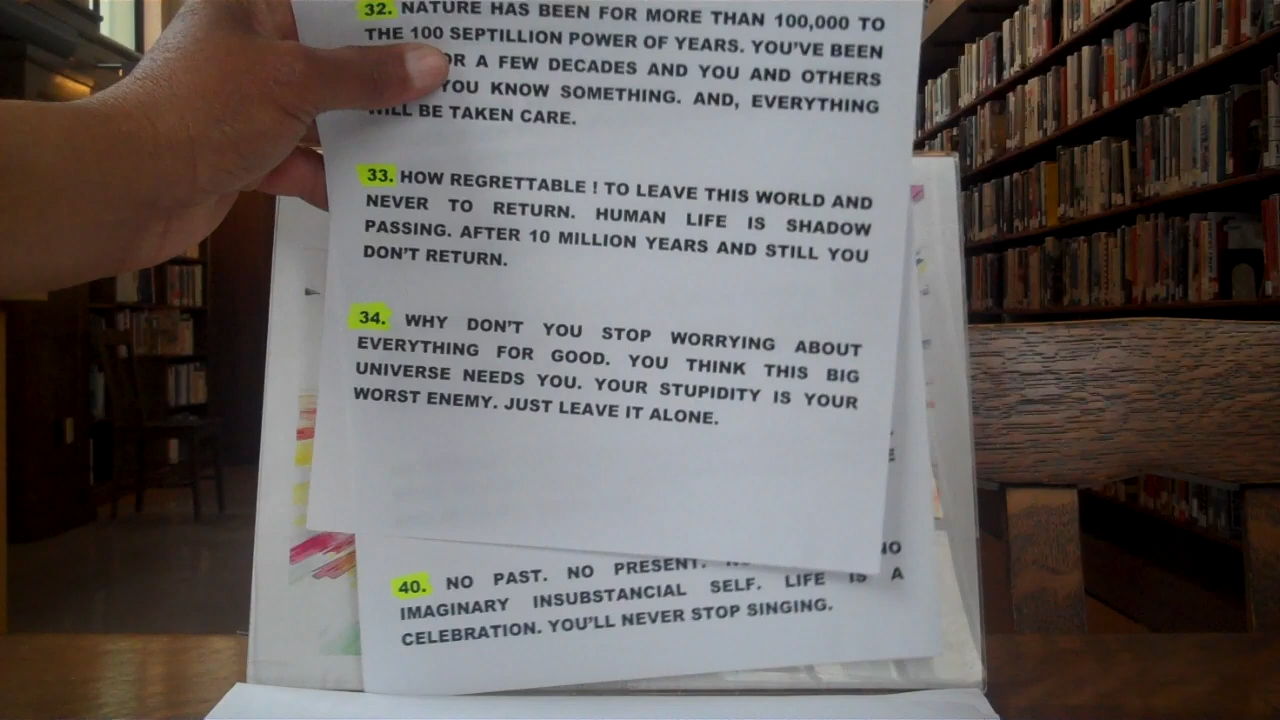 32. NATURE HAS BEEN FOR MORE THAN 100,000 TO
THE 100 SEPTILLION POWER OF YEARS. YOU'VE BEEN
A FEW DECADES AND YOU AND OTHERS
YOU KNOW SOMETHING. AND, EVERYTHING
WILL BE TAKEN CARE.
33. HOW REGRETTABLE ! TO LEAVE THIS WORLD AND
NEVER TO RETURN. HUMAN LIFE IS SHADOW
PASSING. AFTER 10 MILLION YEARS AND STILL YOU
DON'T RETURN.
34. WHY DON'T YOU STOP WORRYING ABOUT
EVERYTHING FOR GOOD. YOU THINK THIS BIG
UNIVERSE NEEDS YOU. YOUR STUPIDITY IS YOUR
WORST ENEMY. JUST LEAVE IT ALONE.
40. NO PAST. NO PRESENT. NO
IMAGINARY INSUBSTANCIAL SELF. LIFE IS A
CELEBRATION. YOU'LL NEVER STOP SINGING.